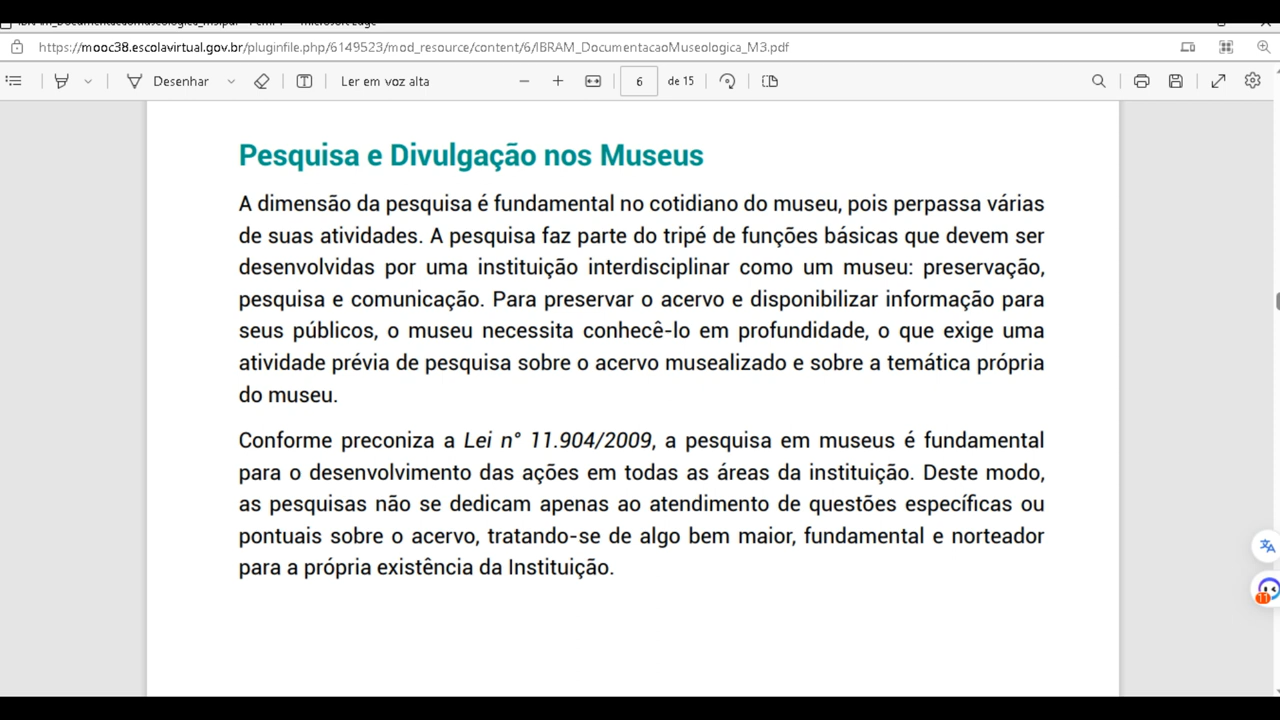 https://mooc38.escolavirtual.gov.br/pluginfile.php/6149523/mod_resource/content/6/IBRAM_DocumentacaoMuseologica_M3.pdf
Desenhar
Ler em voz alta
6 de 15
Pesquisa e Divulgação nos Museus
A dimensão da pesquisa é fundamental no cotidiano do museu, pois perpassa várias
de suas atividades. A pesquisa faz parte do tripé de funções básicas que devem ser
desenvolvidas por uma instituição interdisciplinar como um museu: preservação,
pesquisa e comunicação. Para preservar o acervo e disponibilizar informação para
seus públicos, o museu necessita conhecê-lo em profundidade, o que exige uma
atividade prévia de pesquisa sobre o acervo musealizado e sobre a temática própria
do museu.
Conforme preconiza a Lei n° 11.904/2009, a pesquisa em museus é fundamental
para o desenvolvimento das ações em todas as áreas da instituição. Deste modo,
as pesquisas não se dedicam apenas ao atendimento de questões específicas ou
pontuais sobre o acervo, tratando-se de algo bem maior, fundamental e norteador
para a própria existência da Instituição.
11